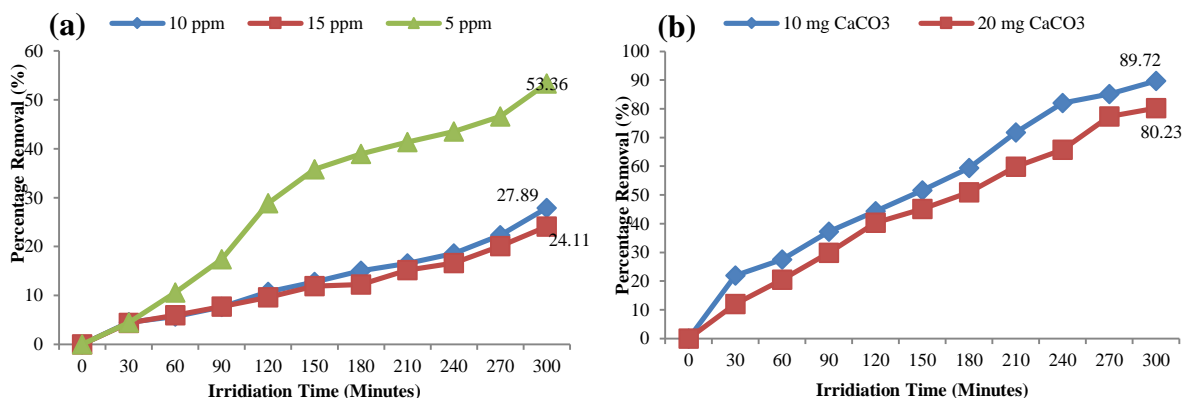 (a)
10 ppm 15 ppm 5 ppm
Percentage Removal (%)
60
50
40
30
20
10
0
53.36
27.89
24.11
0 30 60 90 120 150 180 210 240 270 300
Irridiation Time (Minutes)
(b)
10 mg CaCO3 20 mg CaCO3
Percentage Removal (%)
100
90
80
70
60
50
40
30
20
10
0
89.72
80.23
0 30 60 90 120 150 180 210 240 270 300
Irridiation Time (Minutes)